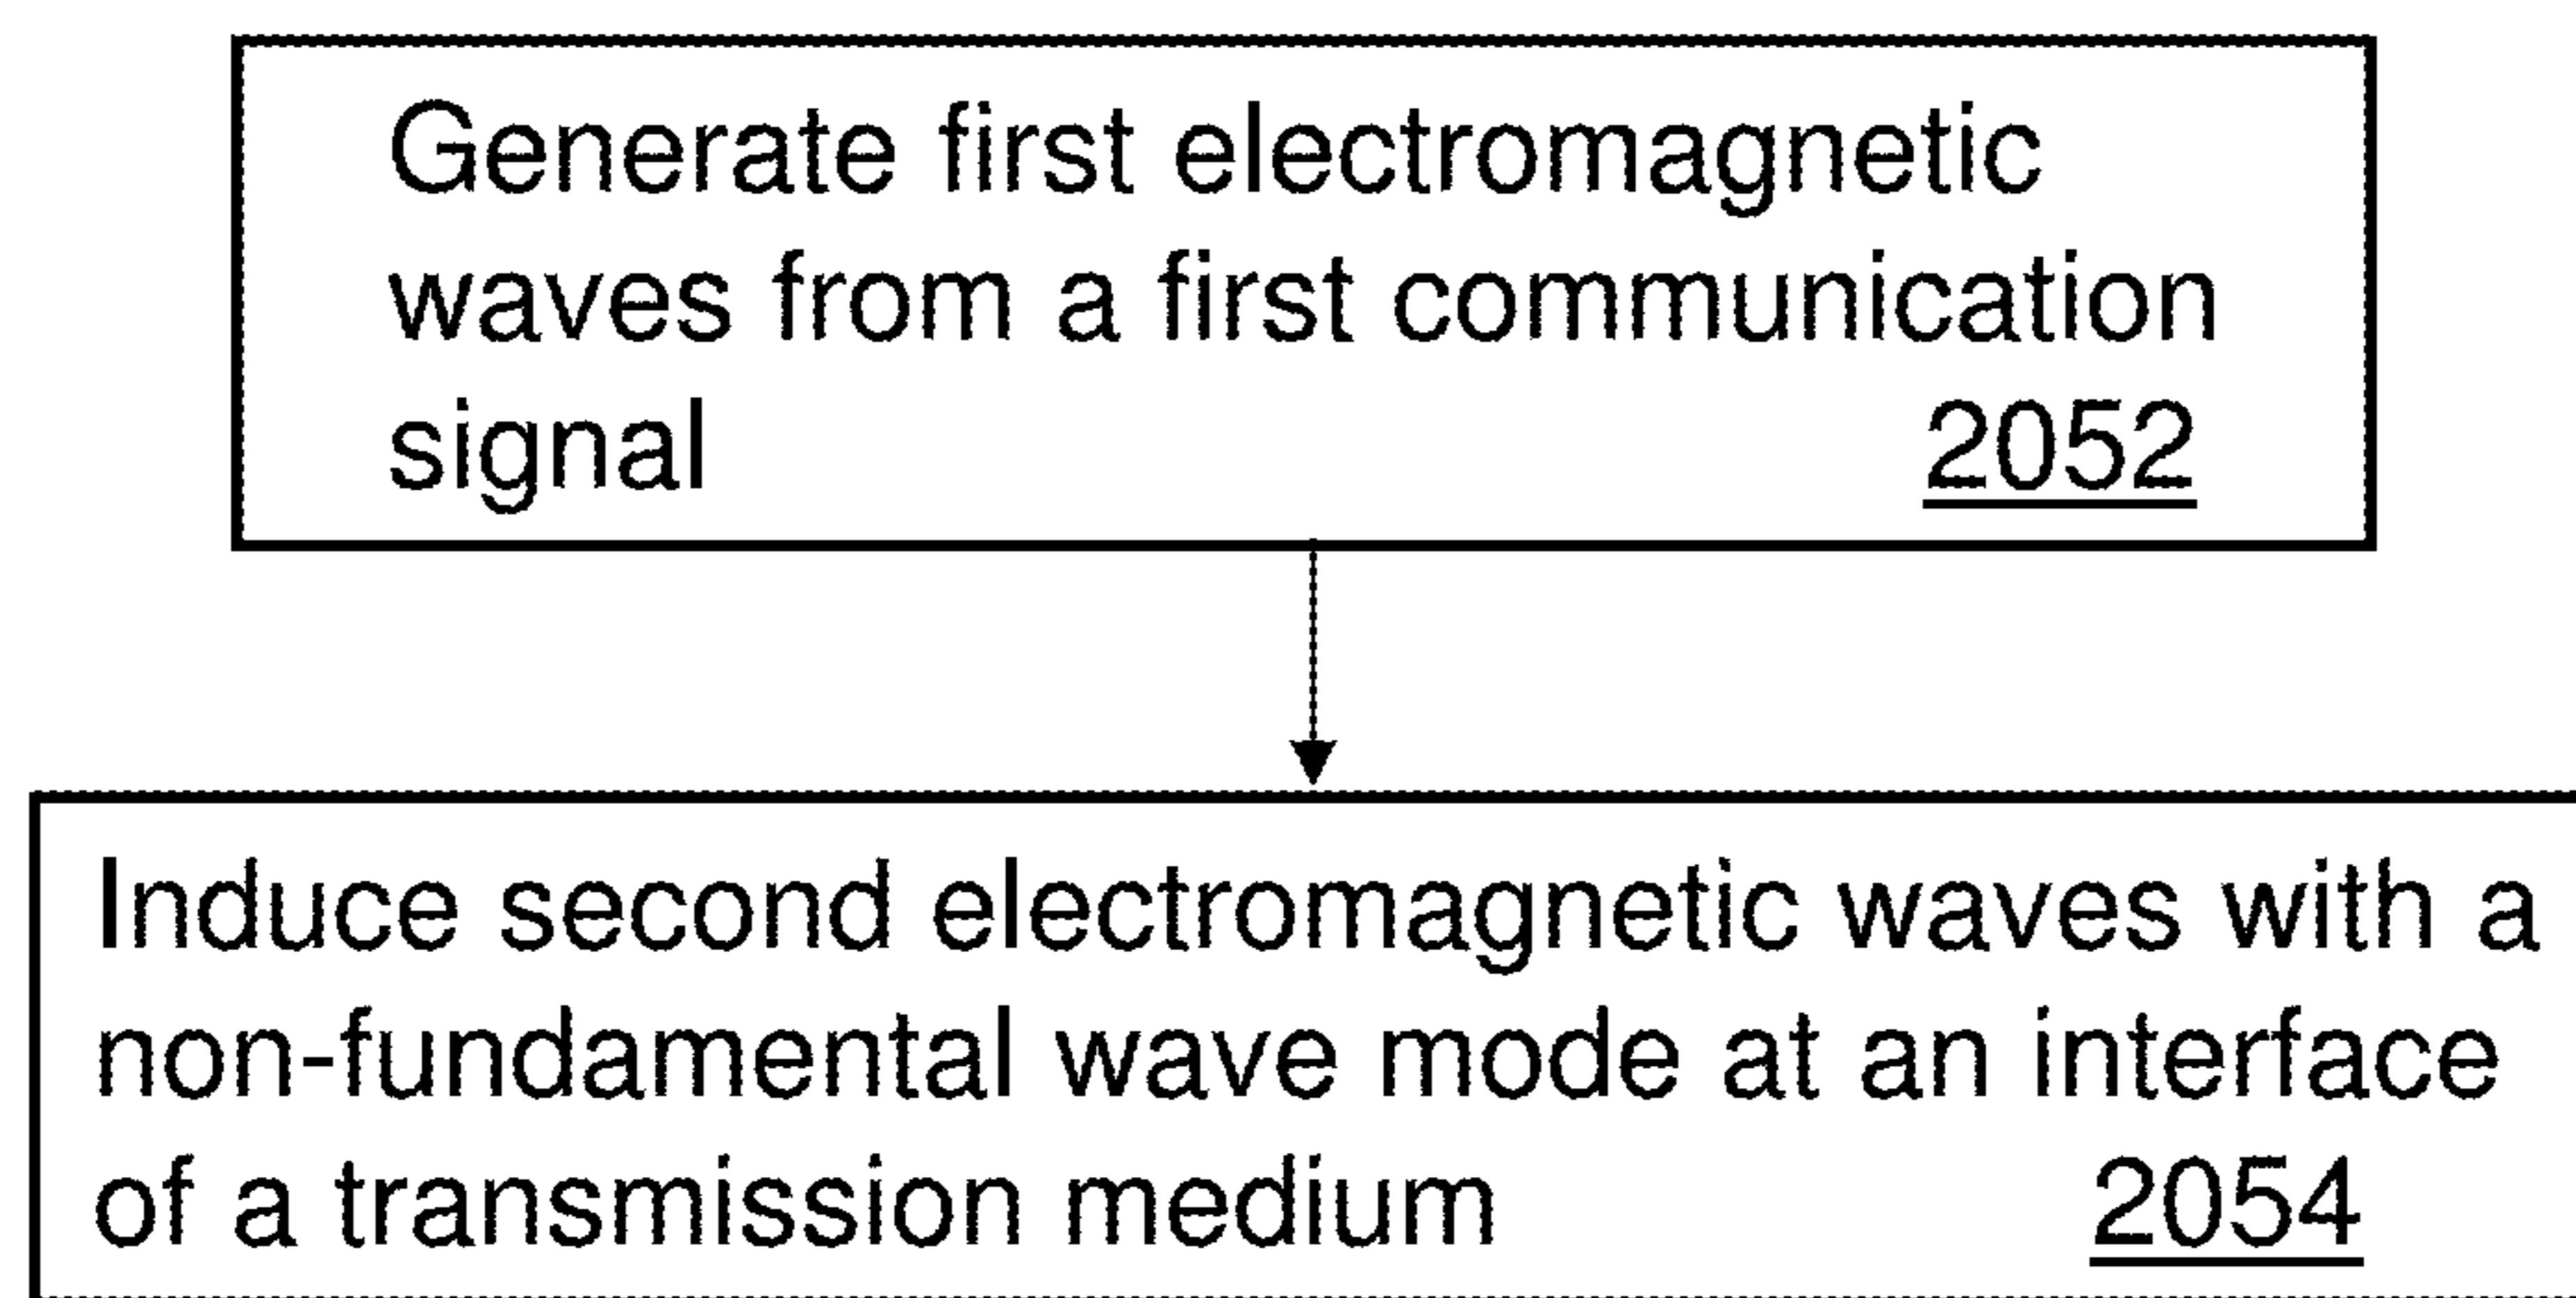 Generate first electromagnetic
waves from a first communication
signal 2052
Induce second electromagnetic waves with a
non-fundamental wave mode at an interface
of a transmission medium 2054